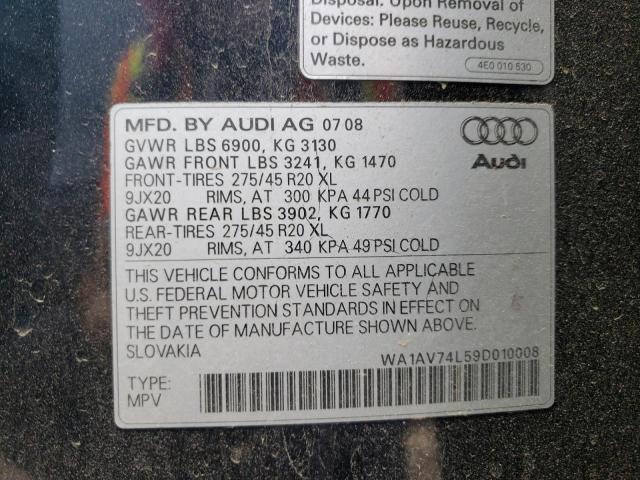 Disposal. Upon Removal of
Devices: Please Reuse, Recycle,
or Dispose as Hazardous
Waste.
4E0 010 530
MFD. BY AUDI AG 07 08
GVWR LBS 6900, KG 3130
GAWR FRONT LBS 3241, KG 1470
FRONT-TIRES 275/45 R20 XL
9JX20 RIMS, AT 300 KPA 44 PSI COLD
GAWR REAR LBS 3902, KG 1770
REAR-TIRES 275/45 R20 XL
9JX20 RIMS, AT 340 KPA 49 PSI COLD
Audi
THIS VEHICLE CONFORMS TO ALL APPLICABLE
U.S. FEDERAL MOTOR VEHICLE SAFETY AND
THEFT PREVENTION STANDARDS IN EFFECT ON
THE DATE OF MANUFACTURE SHOWN ABOVE.
SLOVAKIA
WA1AV74L59D010008
TYPE:
MPV